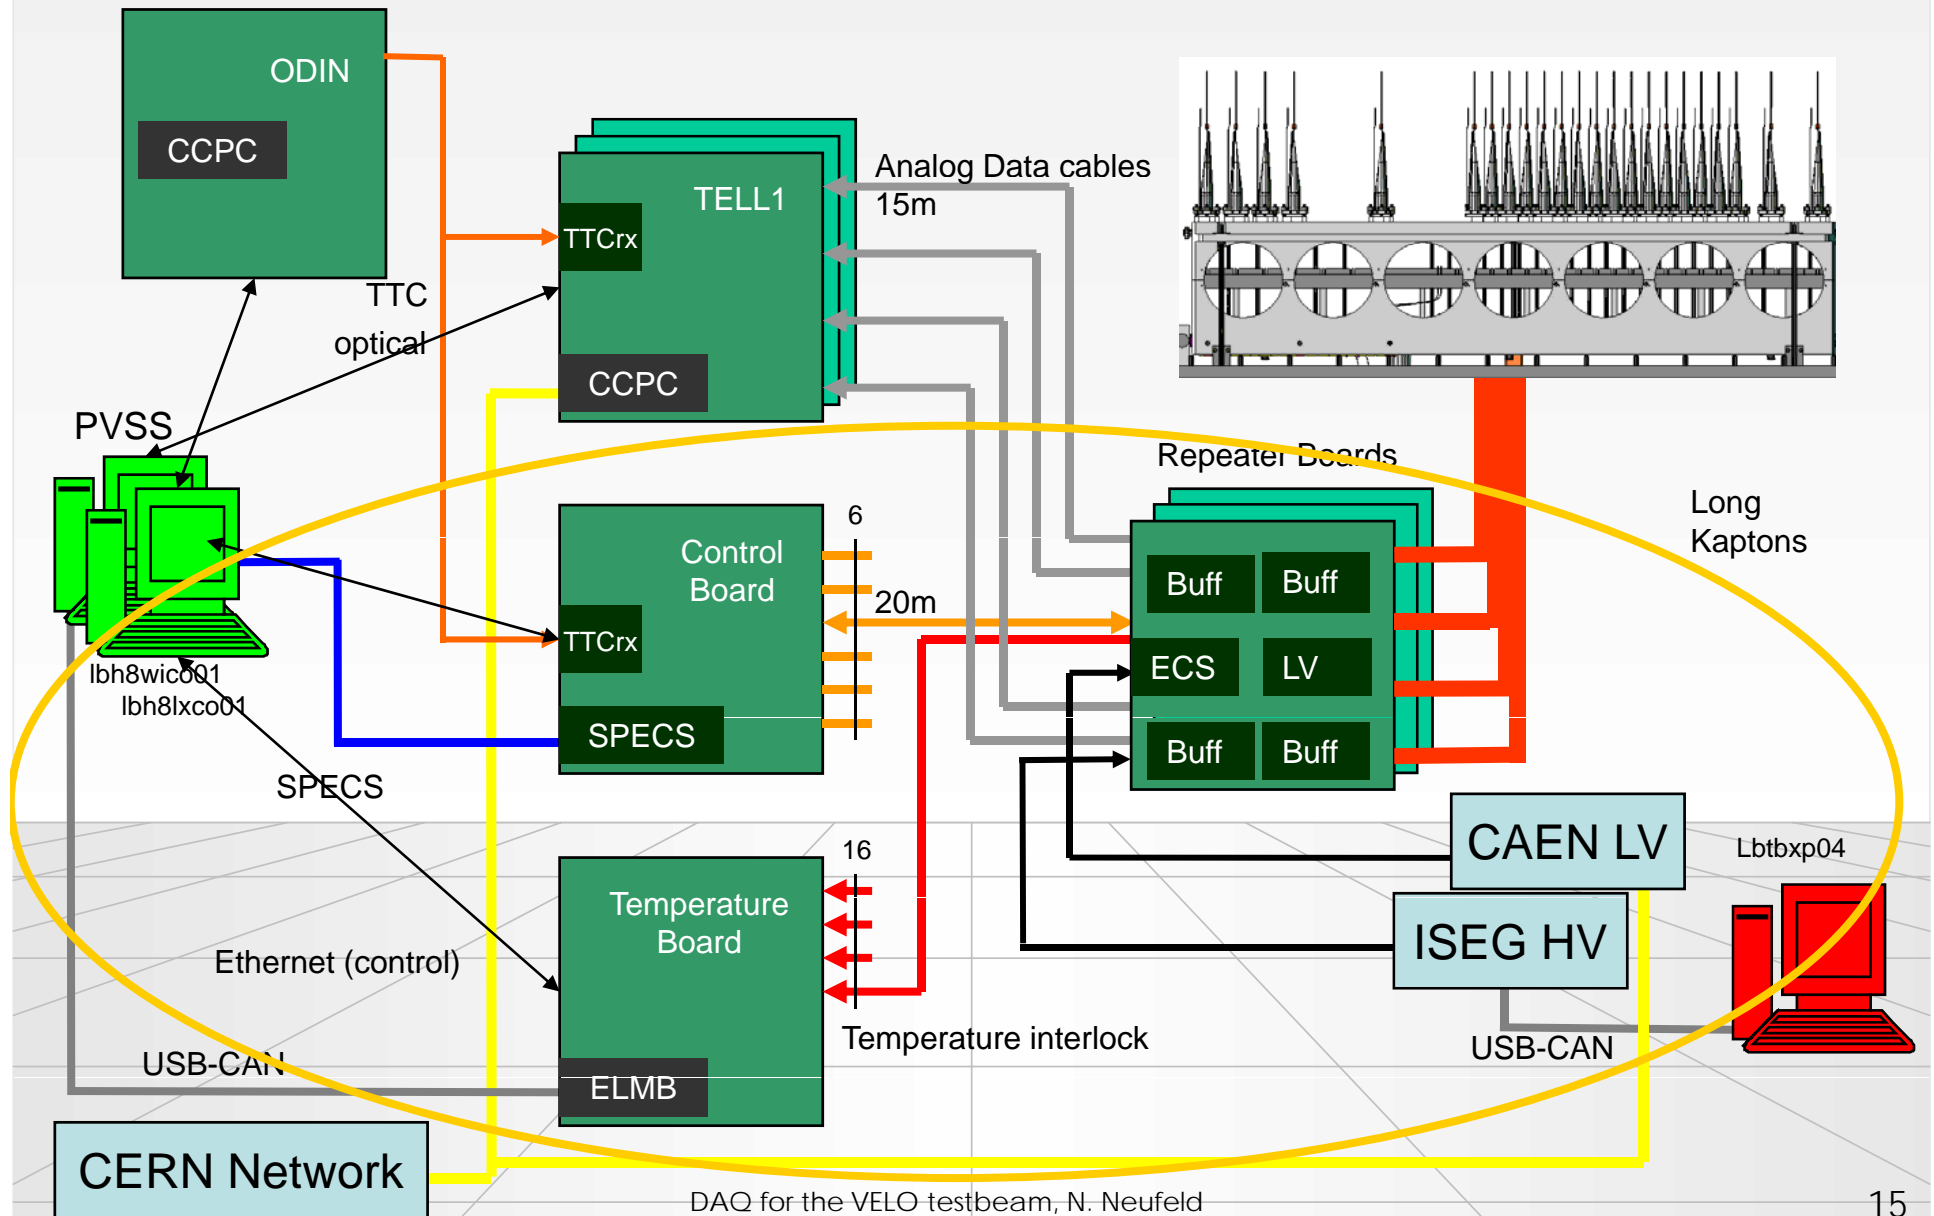 ODIN
CCPC
TELL1
TTCrx
CCPC
Analog Data cables
15m
TTC
optical
PVSS
lbh8wico01
lbh8lxco01
Control
Board
TTCrx
SPECS
6
20m
Repeater Boards
Buff
Buff
ECS
LV
Buff
Buff
Long
Kaptons
SPECS
Temperature
Board
ELMB
16
Temperature interlock
Ethernet (control)
USB-CAN
CAEN LV
ISEG HV
Lbtbxp04
USB-CAN
CERN Network
DAQ for the VELO testbeam, N. Neufeld
15